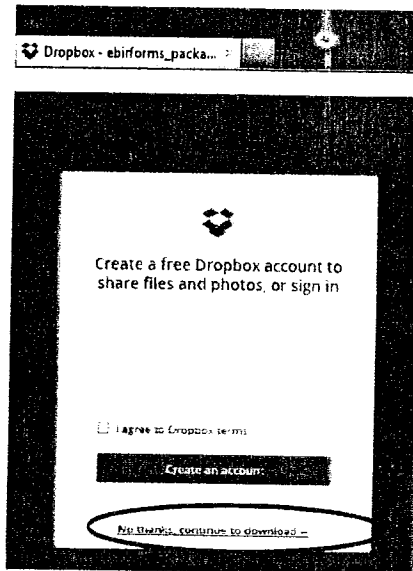 Dropbox - ebirforms_packa... ×
Create a free Dropbox account to
share files and photos, or sign in
I agree to Dropbox terms
Create an account
No thanks, continue to download →